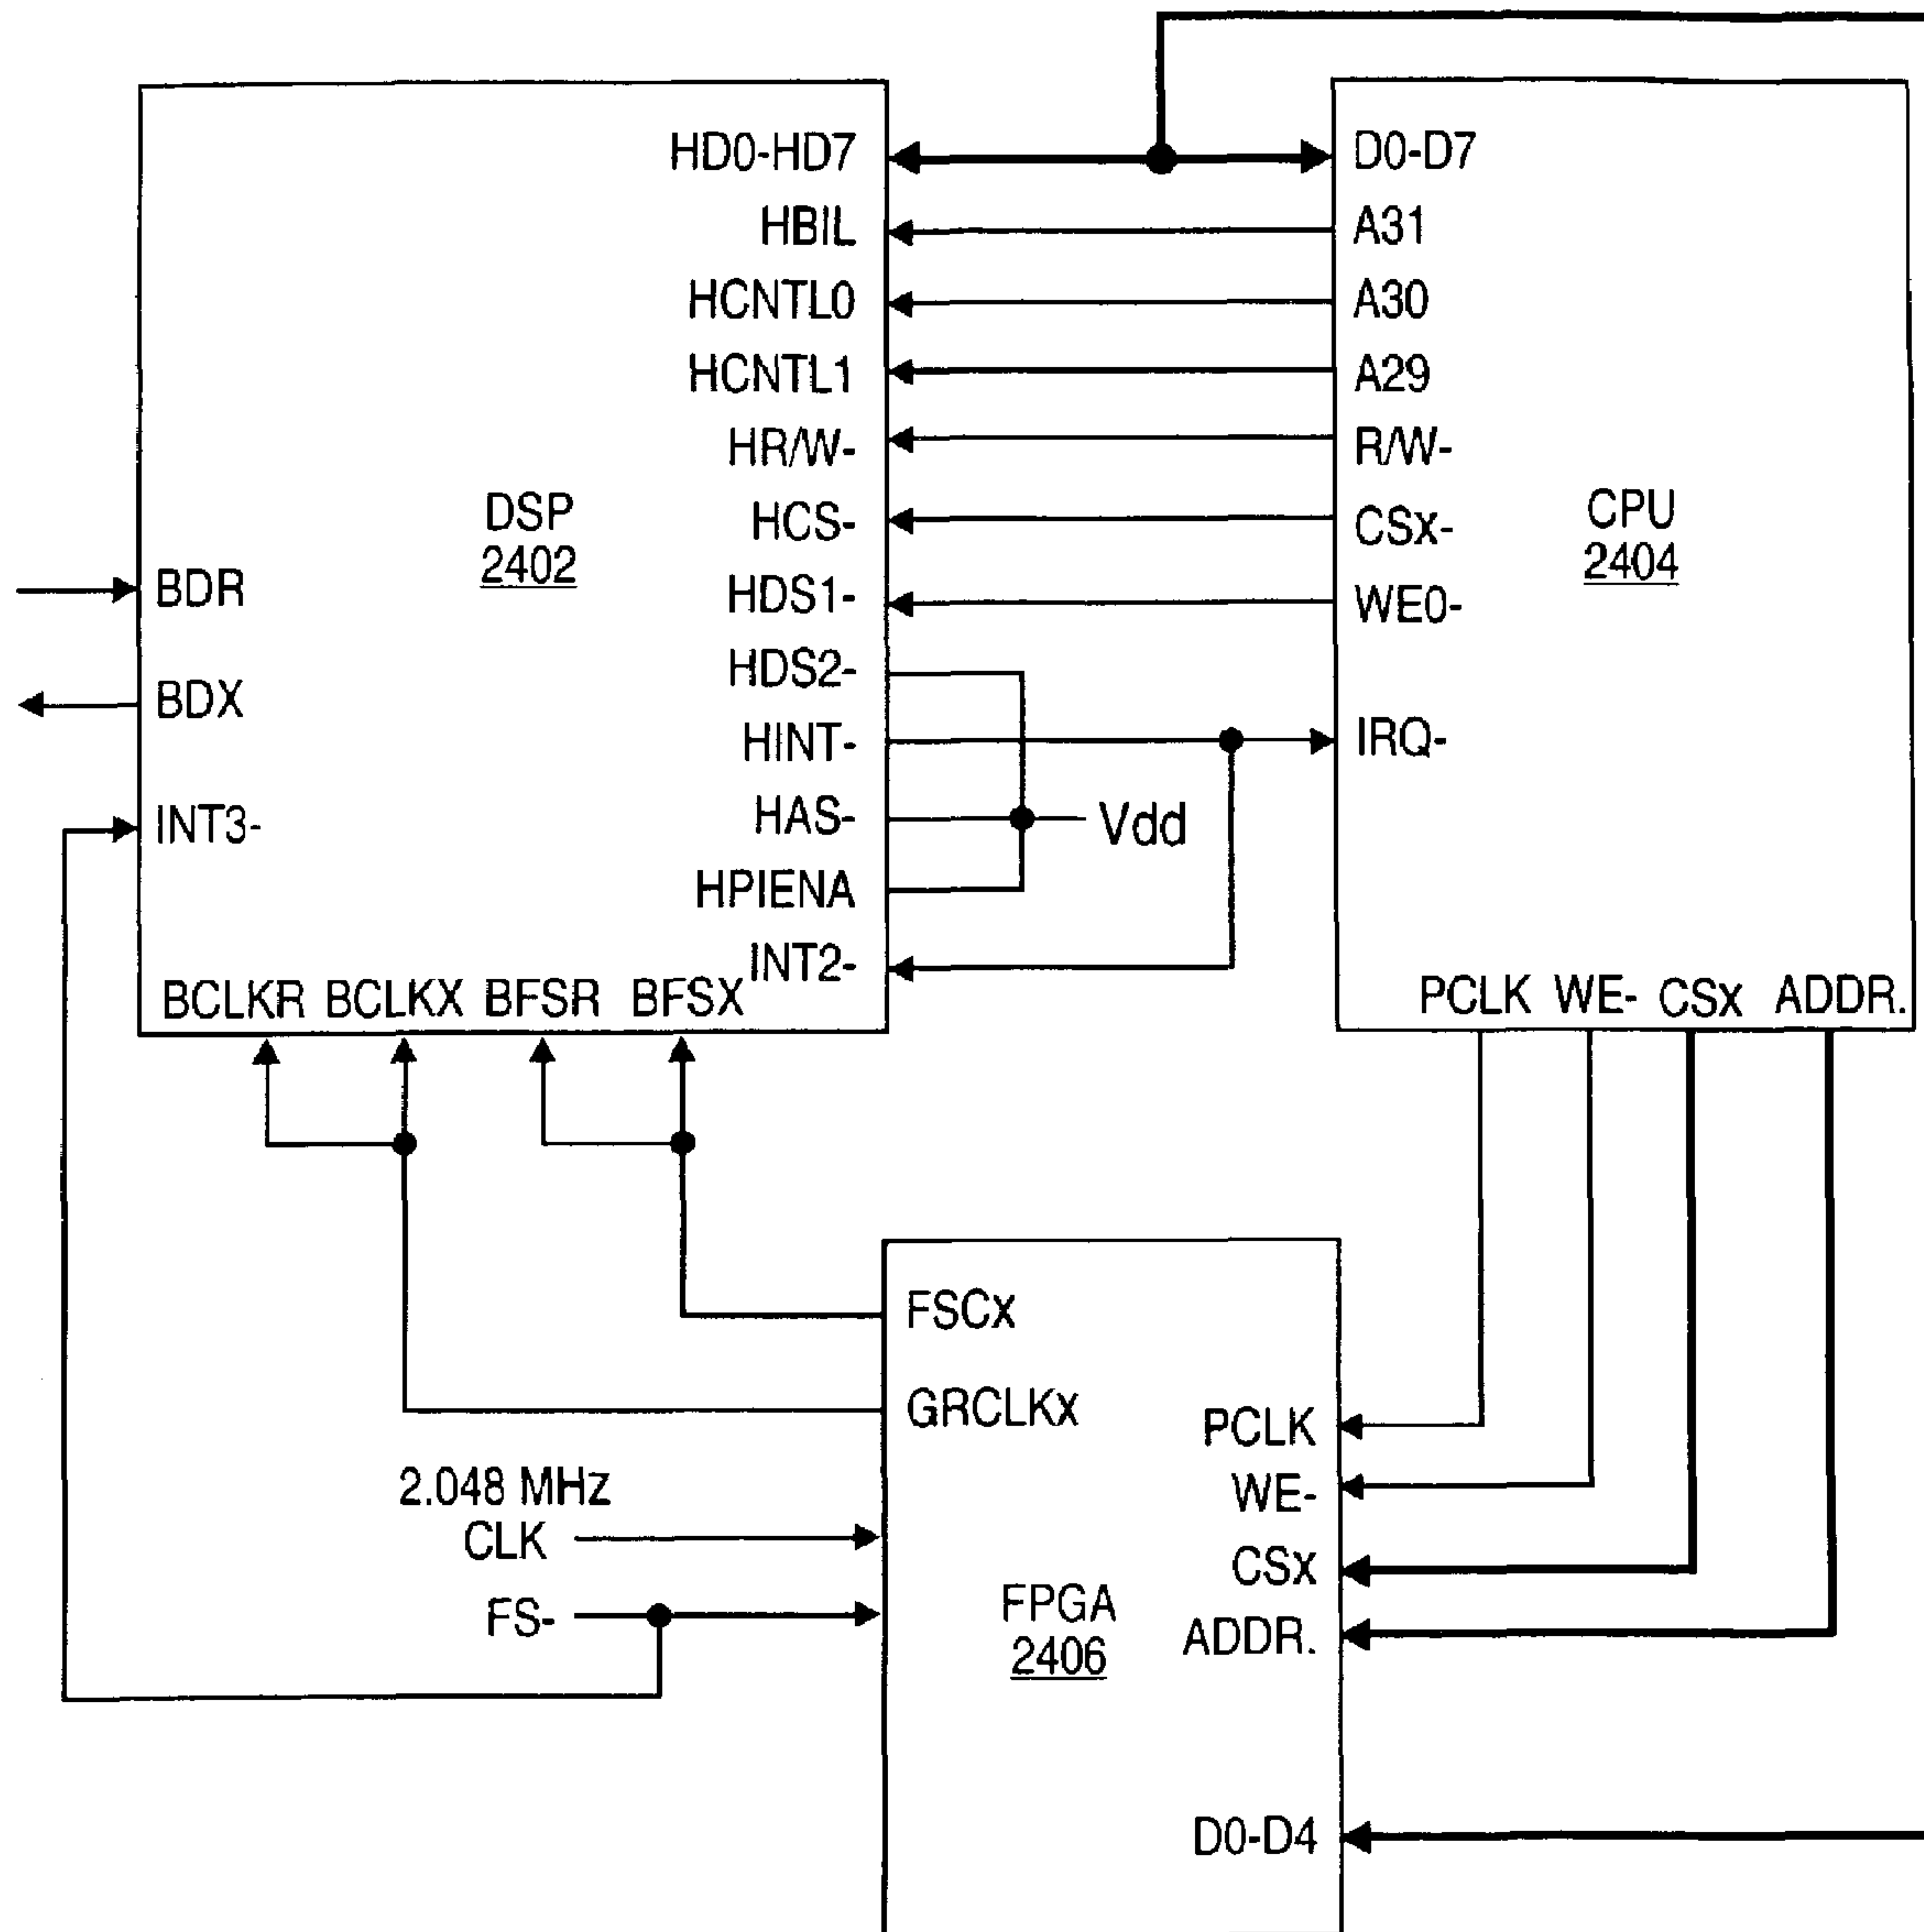 HD0-HD7
HBIL
HCNTL0
HCNTL1
HR/W-
HCS-
HDS1-
HDS2-
HINT-
HAS-
HPIENA
INT2-
DSP
2402
BDR
BDX
INT3-
BCLKR BCLKX BFSR BFSX
Vdd
D0-D7
A31
A30
A29
R/W-
CSx-
WE0-
IRQ-
CPU
2404
PCLK WE- CSx ADDR.
FSCx
GRCLKx
2.048 MHz
CLK
FS-
PCLK
WE-
CSx
ADDR.
FPGA
2406
D0-D4